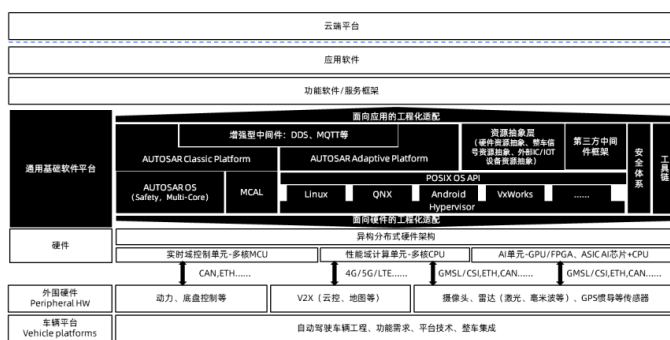 云端平台
应用软件
功能软件/服务框架
面向应用的工程化适配
通用基础软件平台
增强型中间件：DDS、MQTT等
AUTOSAR Classic Platform
AUTOSAR Adaptive Platform
资源抽象层
（硬件资源抽象、整车信
号资源抽象、外部IC/IOT
设备资源抽象）
第三方中间
件框架
安全体系
工具链
AUTOSAR OS
（Safety、Multi-Core）
MCAL
POSIX OS API
Linux
QNX
Android
VxWorks
……
Hypervisor
面向硬件的工程化适配
硬件
异构分布式硬件架构
实时域控制单元-多核MCU
性能域计算单元-多核CPU
AI单元-GPU/FPGA、ASIC AI芯片+CPU
CAN,ETH……
4G/5G/LTE……
GMSL/CSI,ETH,CAN……
GMSL/CSI,ETH,CAN……
外围硬件
Peripheral HW
动力、底盘控制等
V2X（云控、地图等）
摄像头、雷达（激光、毫米波等）、GPS惯导等传感器
车辆平台
Vehicle platforms
自动驾驶车辆工程、功能需求、平台技术、整车集成